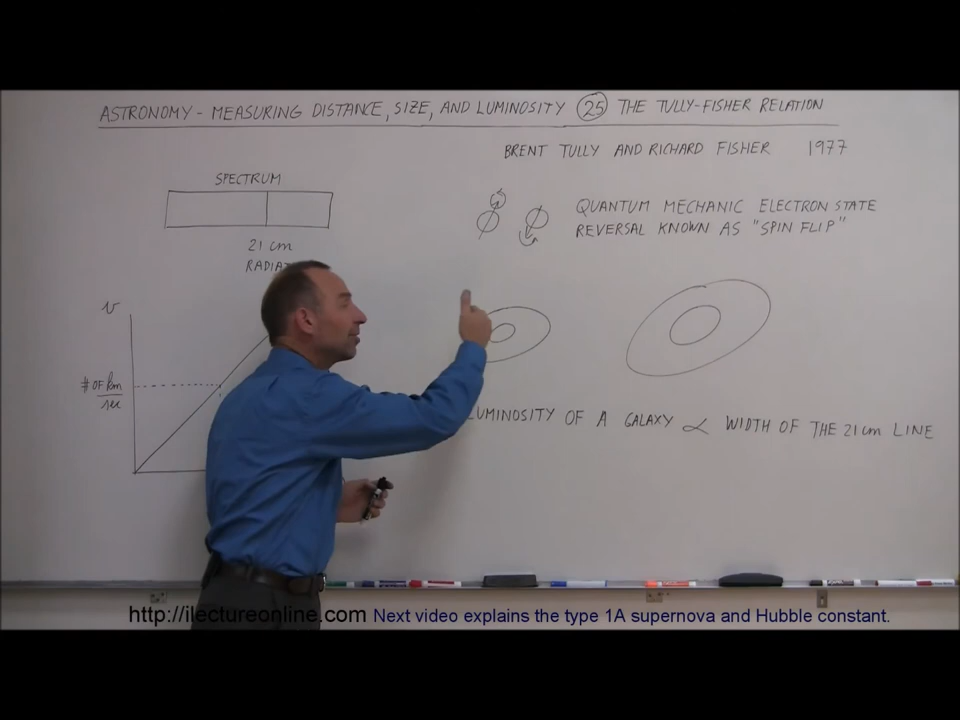 ASTRONOMY - MEASURING DISTANCE, SIZE, AND LUMINOSITY 25 THE TULLY-FISHER RELATION
BRENT TULLY AND RICHARD FISHER 1977
SPECTRUM
QUANTUM MECHANIC ELECTRON STATE
REVERSAL KNOWN AS "SPIN FLIP"
21 cm
v
# OF km
sec
LUMINOSITY OF A GALAXY ∝ WIDTH OF THE 21 cm LINE
http://ilectureonline.com Next video explains the type 1A supernova and Hubble constant.